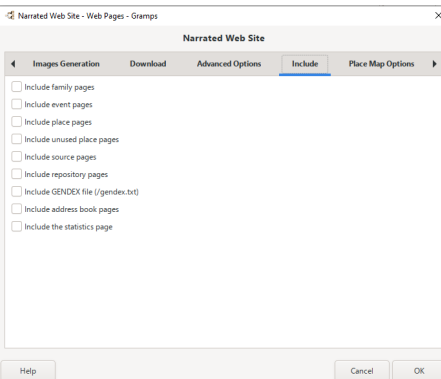 Narrated Web Site - Web Pages - Gramps
Narrated Web Site
Images Generation Download Advanced Options Include Place Map Options
Include family pages
Include event pages
Include place pages
Include unused place pages
Include source pages
Include repository pages
Include GENDEX file (/gendex.txt)
Include address book pages
Include the statistics page
Help Cancel OK